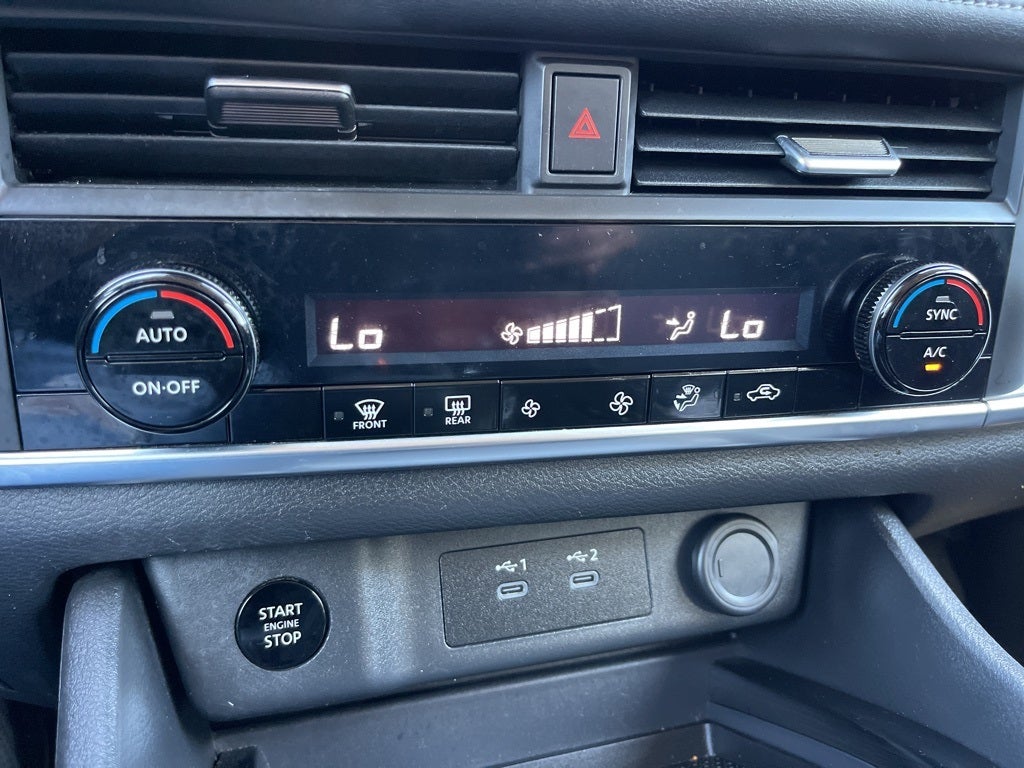 AUTO
ON·OFF
Lo
Lo
SYNC
A/C
FRONT
REAR
START
ENGINE
STOP
1
2